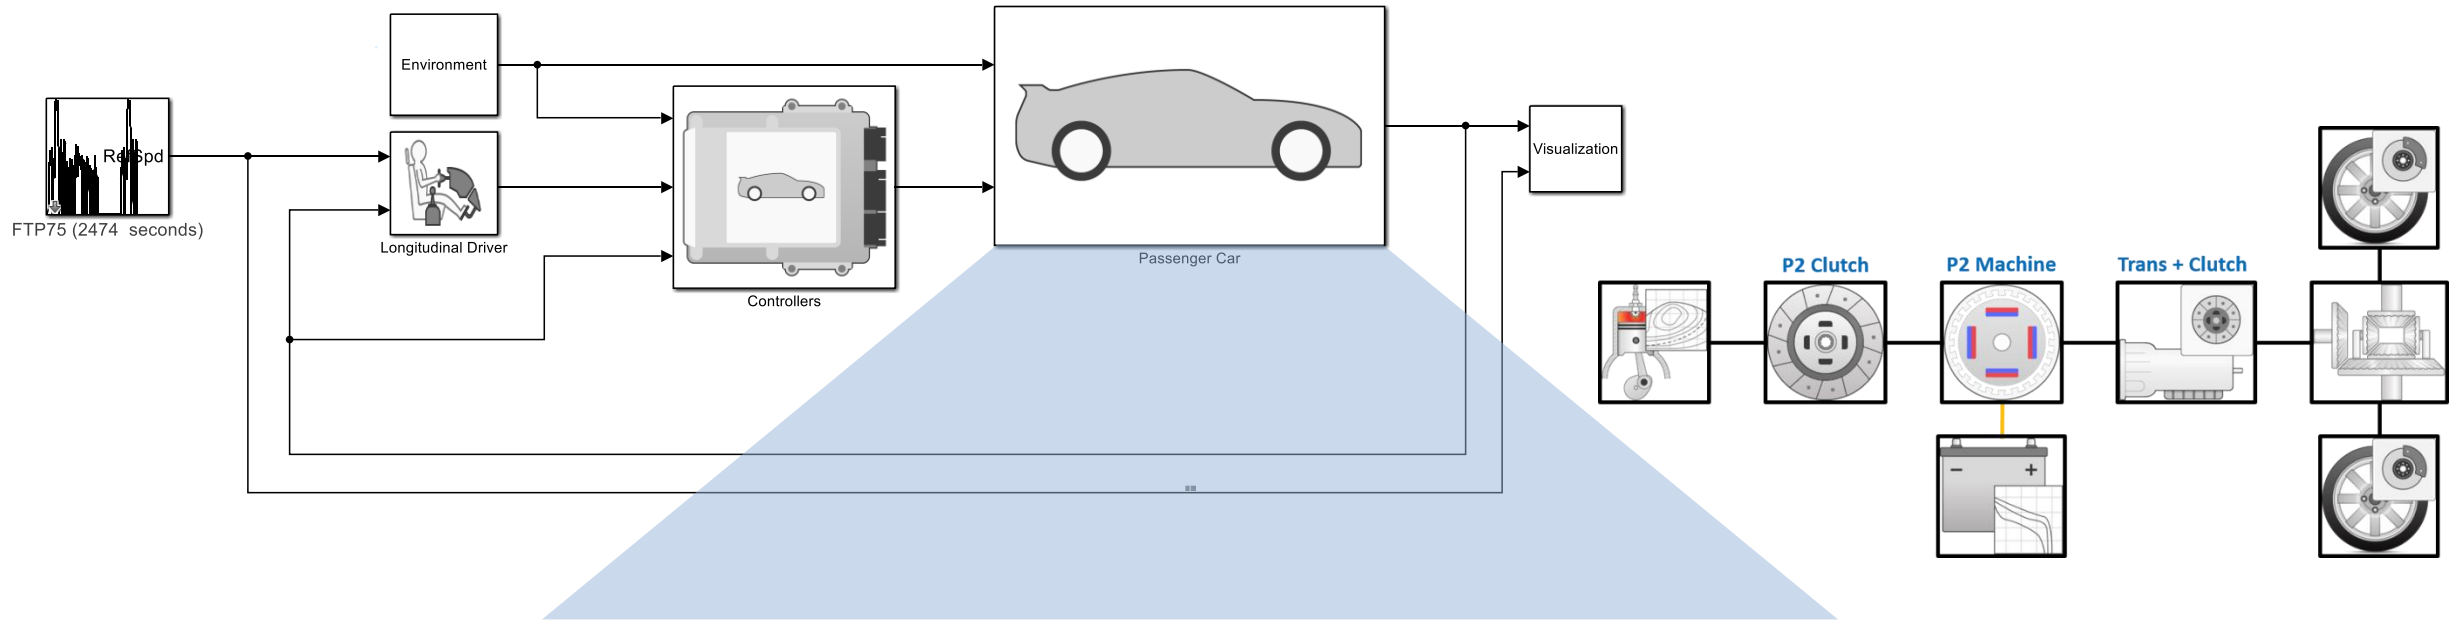 Environment
RefSpd
FTP75 (2474 seconds)
Longitudinal Driver
Controllers
Passenger Car
Visualization
P2 Clutch
P2 Machine
Trans + Clutch
− +